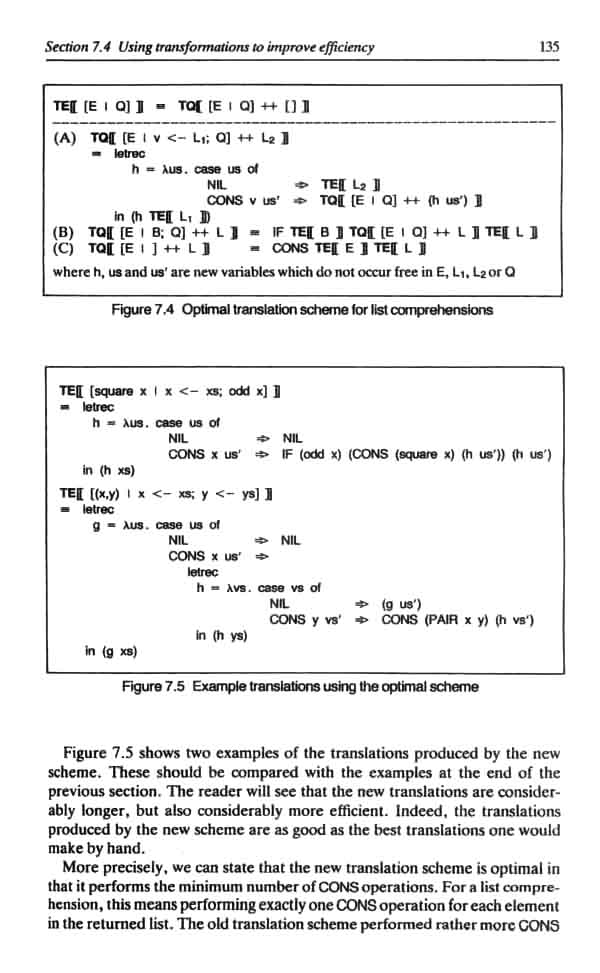 Section 7.4 Using transformations to improve efficiency 135
TE⟦ [E | Q] ⟧ = TQ⟦ [E | Q] ++ [] ⟧
(A) TQ⟦ [E | v <- L₁; Q] ++ L₂ ⟧
= letrec
h = λus. case us of
NIL => TE⟦ L₂ ⟧
CONS v us' => TQ⟦ [E | Q] ++ (h us') ⟧
in (h TE⟦ L₁ ⟧)
(B) TQ⟦ [E | B; Q] ++ L ⟧ = IF TE⟦ B ⟧ TQ⟦ [E | Q] ++ L ⟧ TE⟦ L ⟧
(C) TQ⟦ [E | ] ++ L ⟧ = CONS TE⟦ E ⟧ TE⟦ L ⟧
where h, us and us' are new variables which do not occur free in E, L₁, L₂ or Q
Figure 7.4 Optimal translation scheme for list comprehensions
TE⟦ [square x | x <- xs; odd x] ⟧
= letrec
h = λus. case us of
NIL => NIL
CONS x us' => IF (odd x) (CONS (square x) (h us')) (h us')
in (h xs)
TE⟦ [(x,y) | x <- xs; y <- ys] ⟧
= letrec
g = λus. case us of
NIL => NIL
CONS x us' =>
letrec
h = λvs. case vs of
NIL => (g us')
CONS y vs' => CONS (PAIR x y) (h vs')
in (h ys)
in (g xs)
Figure 7.5 Example translations using the optimal scheme
Figure 7.5 shows two examples of the translations produced by the new
scheme. These should be compared with the examples at the end of the
previous section. The reader will see that the new translations are consider-
ably longer, but also considerably more efficient. Indeed, the translations
produced by the new scheme are as good as the best translations one would
make by hand.
More precisely, we can state that the new translation scheme is optimal in
that it performs the minimum number of CONS operations. For a list compre-
hension, this means performing exactly one CONS operation for each element
in the returned list. The old translation scheme performed rather more CONS